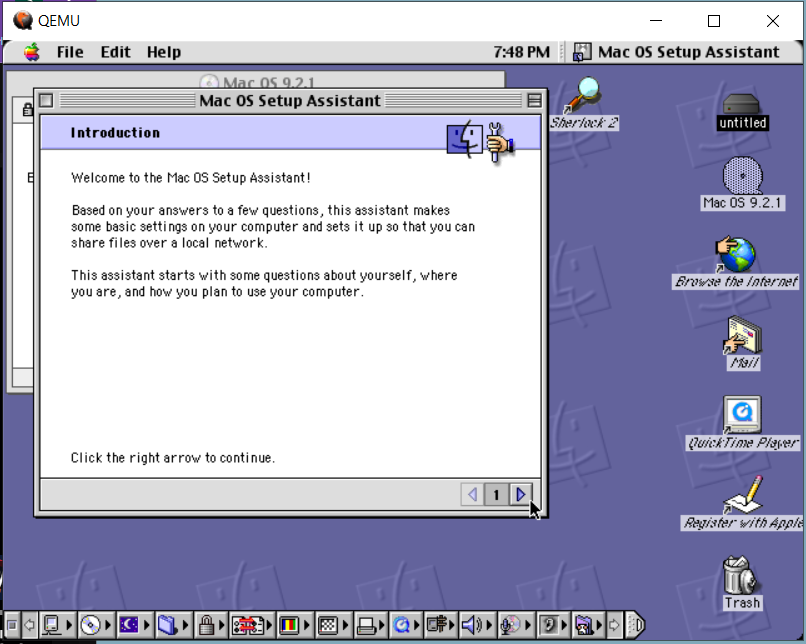 QEMU
File Edit Help
7:48 PM
Mac OS Setup Assistant
Mac OS 9.2.1
Mac OS Setup Assistant
Introduction
Welcome to the Mac OS Setup Assistant!
Based on your answers to a few questions, this assistant makes
some basic settings on your computer and sets it up so that you can
share files over a local network.
This assistant starts with some questions about yourself, where
you are, and how you plan to use your computer.
Click the right arrow to continue.
1
Sherlock 2
untitled
Mac OS 9.2.1
Browse the Internet
Mail
QuickTime Player
Register with Apple
Trash